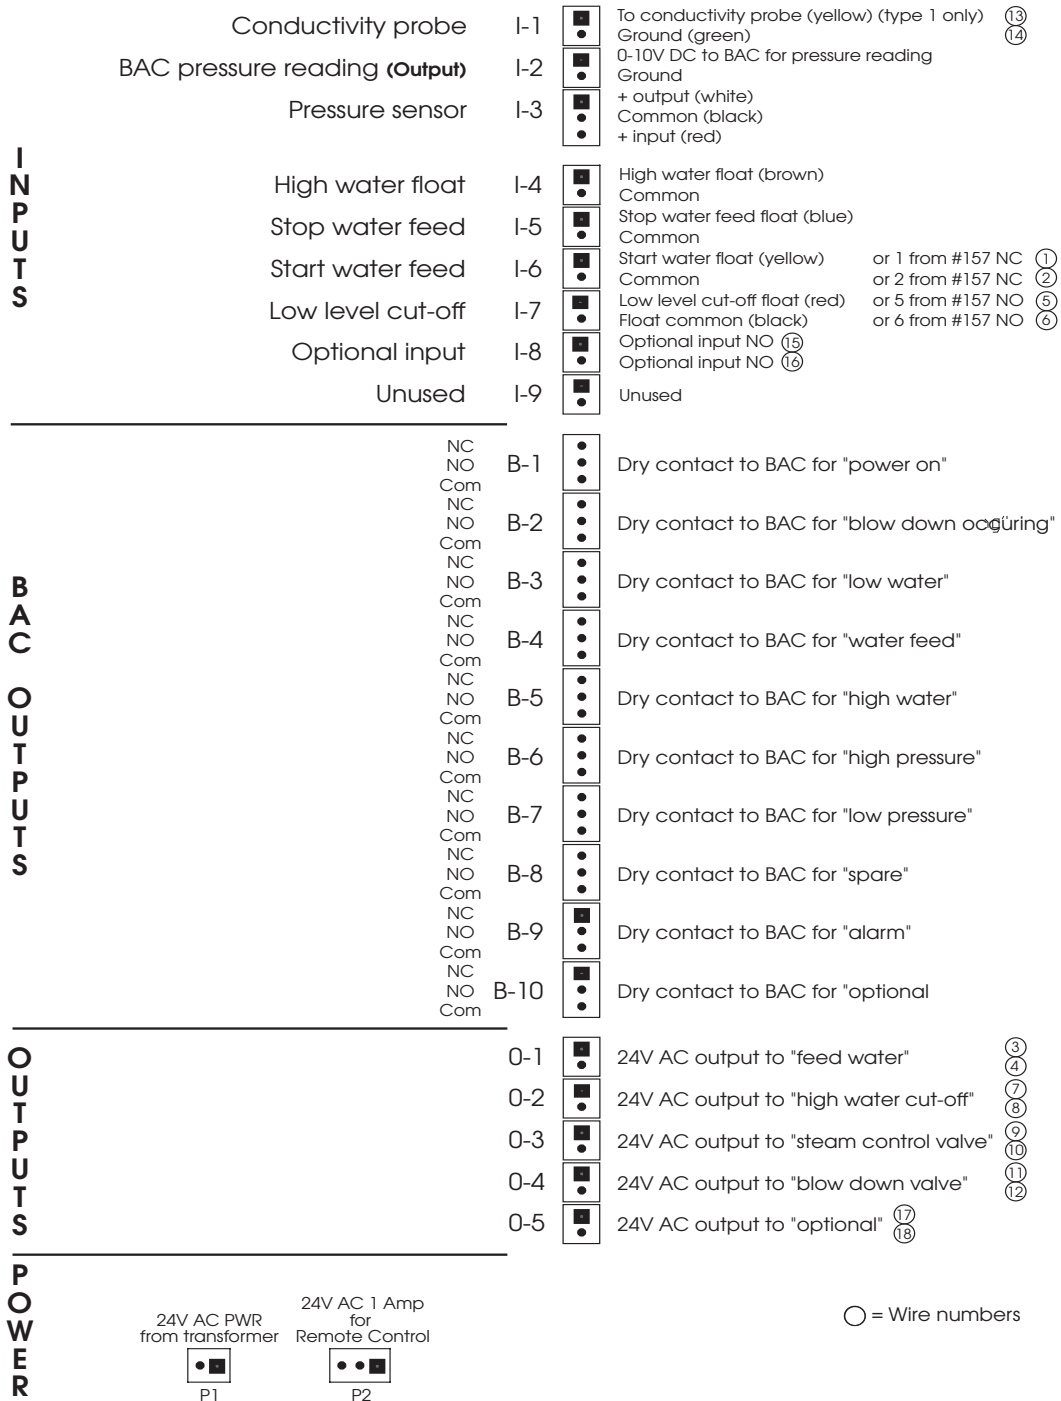 INPUTS
Conductivity probe I-1 To conductivity probe (yellow) (type 1 only) 13
Ground (green) 14
BAC pressure reading (Output) I-2 0-10V DC to BAC for pressure reading
Ground
Pressure sensor I-3 + output (white)
Common (black)
+ input (red)
High water float I-4 High water float (brown)
Common
Stop water feed I-5 Stop water feed float (blue)
Common
Start water feed I-6 Start water float (yellow) or 1 from #157 NC 1
Common or 2 from #157 NC 2
Low level cut-off I-7 Low level cut-off float (red) or 5 from #157 NO 5
Float common (black) or 6 from #157 NO 6
Optional input I-8 Optional input NO 15
Optional input NO 16
Unused I-9 Unused
BAC OUTPUTS
NC
NO B-1 Dry contact to BAC for "power on"
Com
NC
NO B-2 Dry contact to BAC for "blow down occuring"
Com
NC
NO B-3 Dry contact to BAC for "low water"
Com
NC
NO B-4 Dry contact to BAC for "water feed"
Com
NC
NO B-5 Dry contact to BAC for "high water"
Com
NC
NO B-6 Dry contact to BAC for "high pressure"
Com
NC
NO B-7 Dry contact to BAC for "low pressure"
Com
NC
NO B-8 Dry contact to BAC for "spare"
Com
NC
NO B-9 Dry contact to BAC for "alarm"
Com
NC
NO B-10 Dry contact to BAC for "optional
Com
OUTPUTS
0-1 24V AC output to "feed water" 3
4
0-2 24V AC output to "high water cut-off" 7
8
0-3 24V AC output to "steam control valve" 9
10
0-4 24V AC output to "blow down valve" 11
12
0-5 24V AC output to "optional" 17
18
POWER
24V AC PWR
from transformer
P1
24V AC 1 Amp
for
Remote Control
P2
= Wire numbers